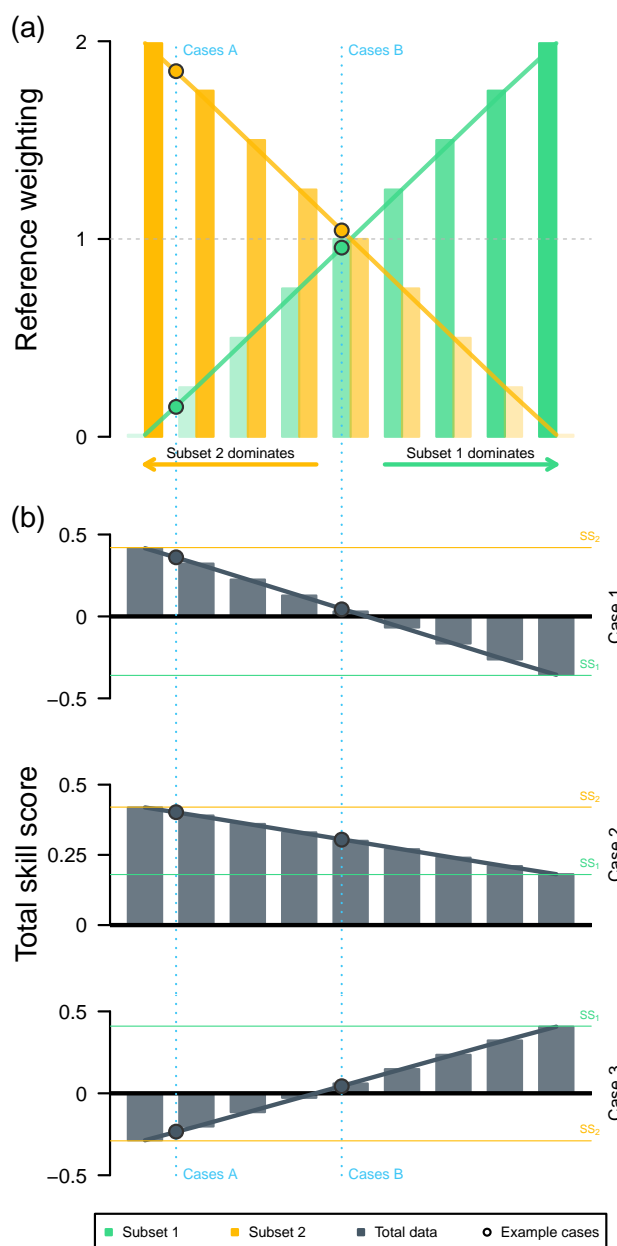 (a)
Cases A
Cases B
2
1
0
Reference weighting
Subset 2 dominates
Subset 1 dominates
(b)
0.5
0
−0.5
SS₂
SS₁
Case 1
Total skill score
0.5
0.25
0
SS₂
SS₁
Case 2
0.5
0
−0.5
SS₁
SS₂
Case 3
Cases A
Cases B
Subset 1
Subset 2
Total data
Example cases